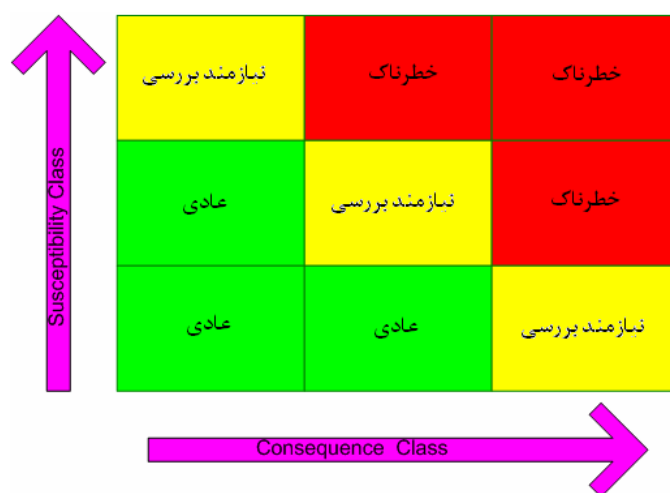 نیازمند بررسی
خطرناک
خطرناک
عادی
نیازمند بررسی
خطرناک
عادی
عادی
نیازمند بررسی
Susceptibility Class
Consequence Class